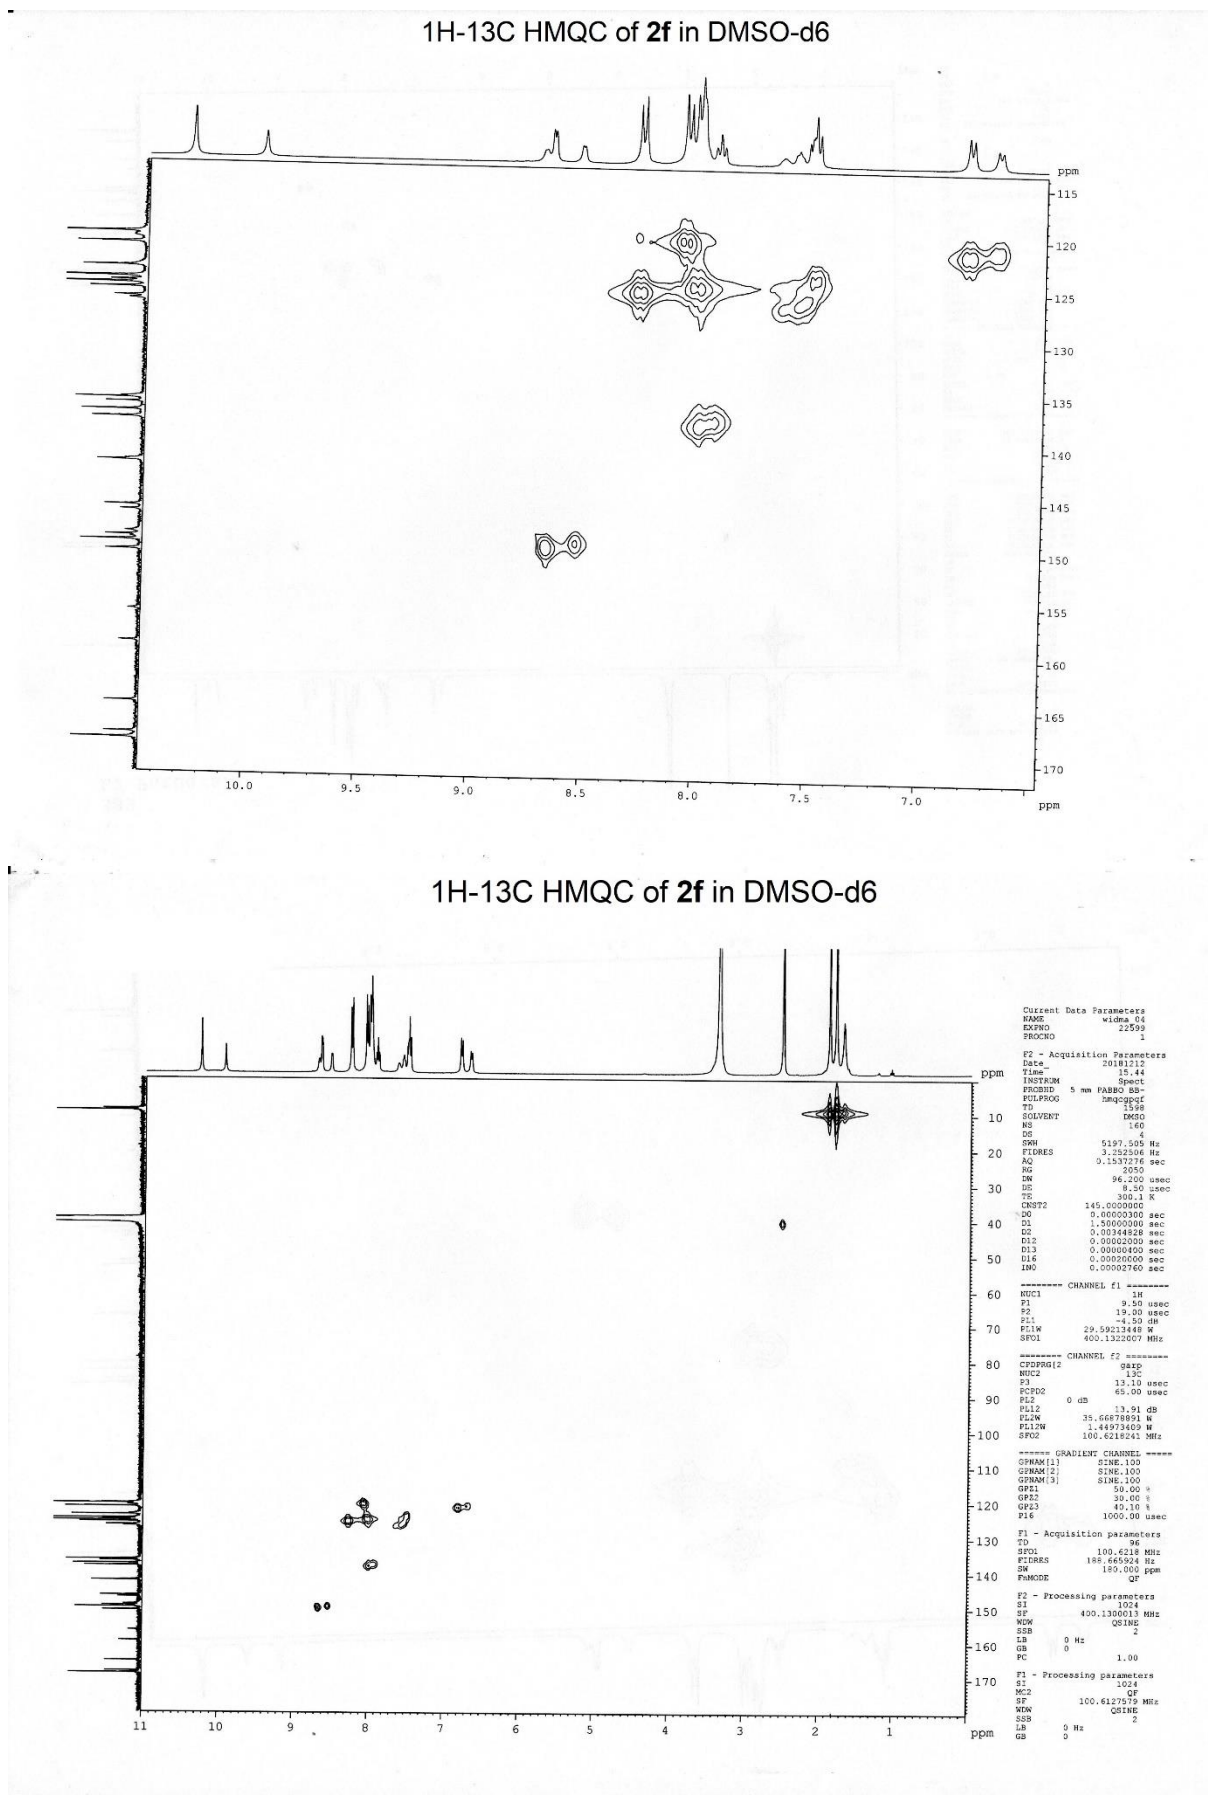 1H-13C HMQC of 2f in DMSO-d6
ppm
115
120
125
130
135
140
145
150
155
160
165
170
10.0 9.5 9.0 8.5 8.0 7.5 7.0
ppm
1H-13C HMQC of 2f in DMSO-d6
ppm
10
20
30
40
50
60
70
80
90
100
110
120
130
140
150
160
170
11 10 9 8 7 6 5 4 3 2 1 ppm
Current Data Parameters
NAME widma_04
EXPNO 22599
PROCNO 1
F2 - Acquisition Parameters
Date_ 20181212
Time 15.44
INSTRUM Spect
PROBHD 5 mm PABBO BB-
PULPROG hmqcgpqf
TD 1598
SOLVENT DMSO
NS 160
DS 4
SWH 5197.505 Hz
FIDRES 3.252506 Hz
AQ 0.1537276 sec
RG 2050
DW 96.200 usec
DE 8.50 usec
TE 300.1 K
CNST2 145.0000000
D0 0.00000300 sec
D1 1.50000000 sec
D2 0.00344828 sec
D12 0.00002000 sec
D13 0.00000400 sec
D16 0.00020000 sec
IN0 0.00002760 sec
======== CHANNEL f1 ========
NUC1 1H
P1 9.50 usec
P2 19.00 usec
PL1 -4.50 dB
PL1W 29.59213448 W
SFO1 400.1322007 MHz
======== CHANNEL f2 ========
CPDPRG[2 garp
NUC2 13C
P3 13.10 usec
PCPD2 65.00 usec
PL2 0 dB
PL12 13.91 dB
PL2W 35.66878891 W
PL12W 1.44973409 W
SFO2 100.6218241 MHz
====== GRADIENT CHANNEL =====
GPNAM[1] SINE.100
GPNAM[2] SINE.100
GPNAM[3] SINE.100
GPZ1 50.00 %
GPZ2 30.00 %
GPZ3 40.10 %
P16 1000.00 usec
F1 - Acquisition parameters
TD 96
SFO1 100.6218 MHz
FIDRES 188.665924 Hz
SW 180.000 ppm
FnMODE QF
F2 - Processing parameters
SI 1024
SF 400.1300013 MHz
WDW QSINE
SSB 2
LB 0 Hz
GB 0
PC 1.00
F1 - Processing parameters
SI 1024
MC2 QF
SF 100.6127579 MHz
WDW QSINE
SSB 2
LB 0 Hz
GB 0